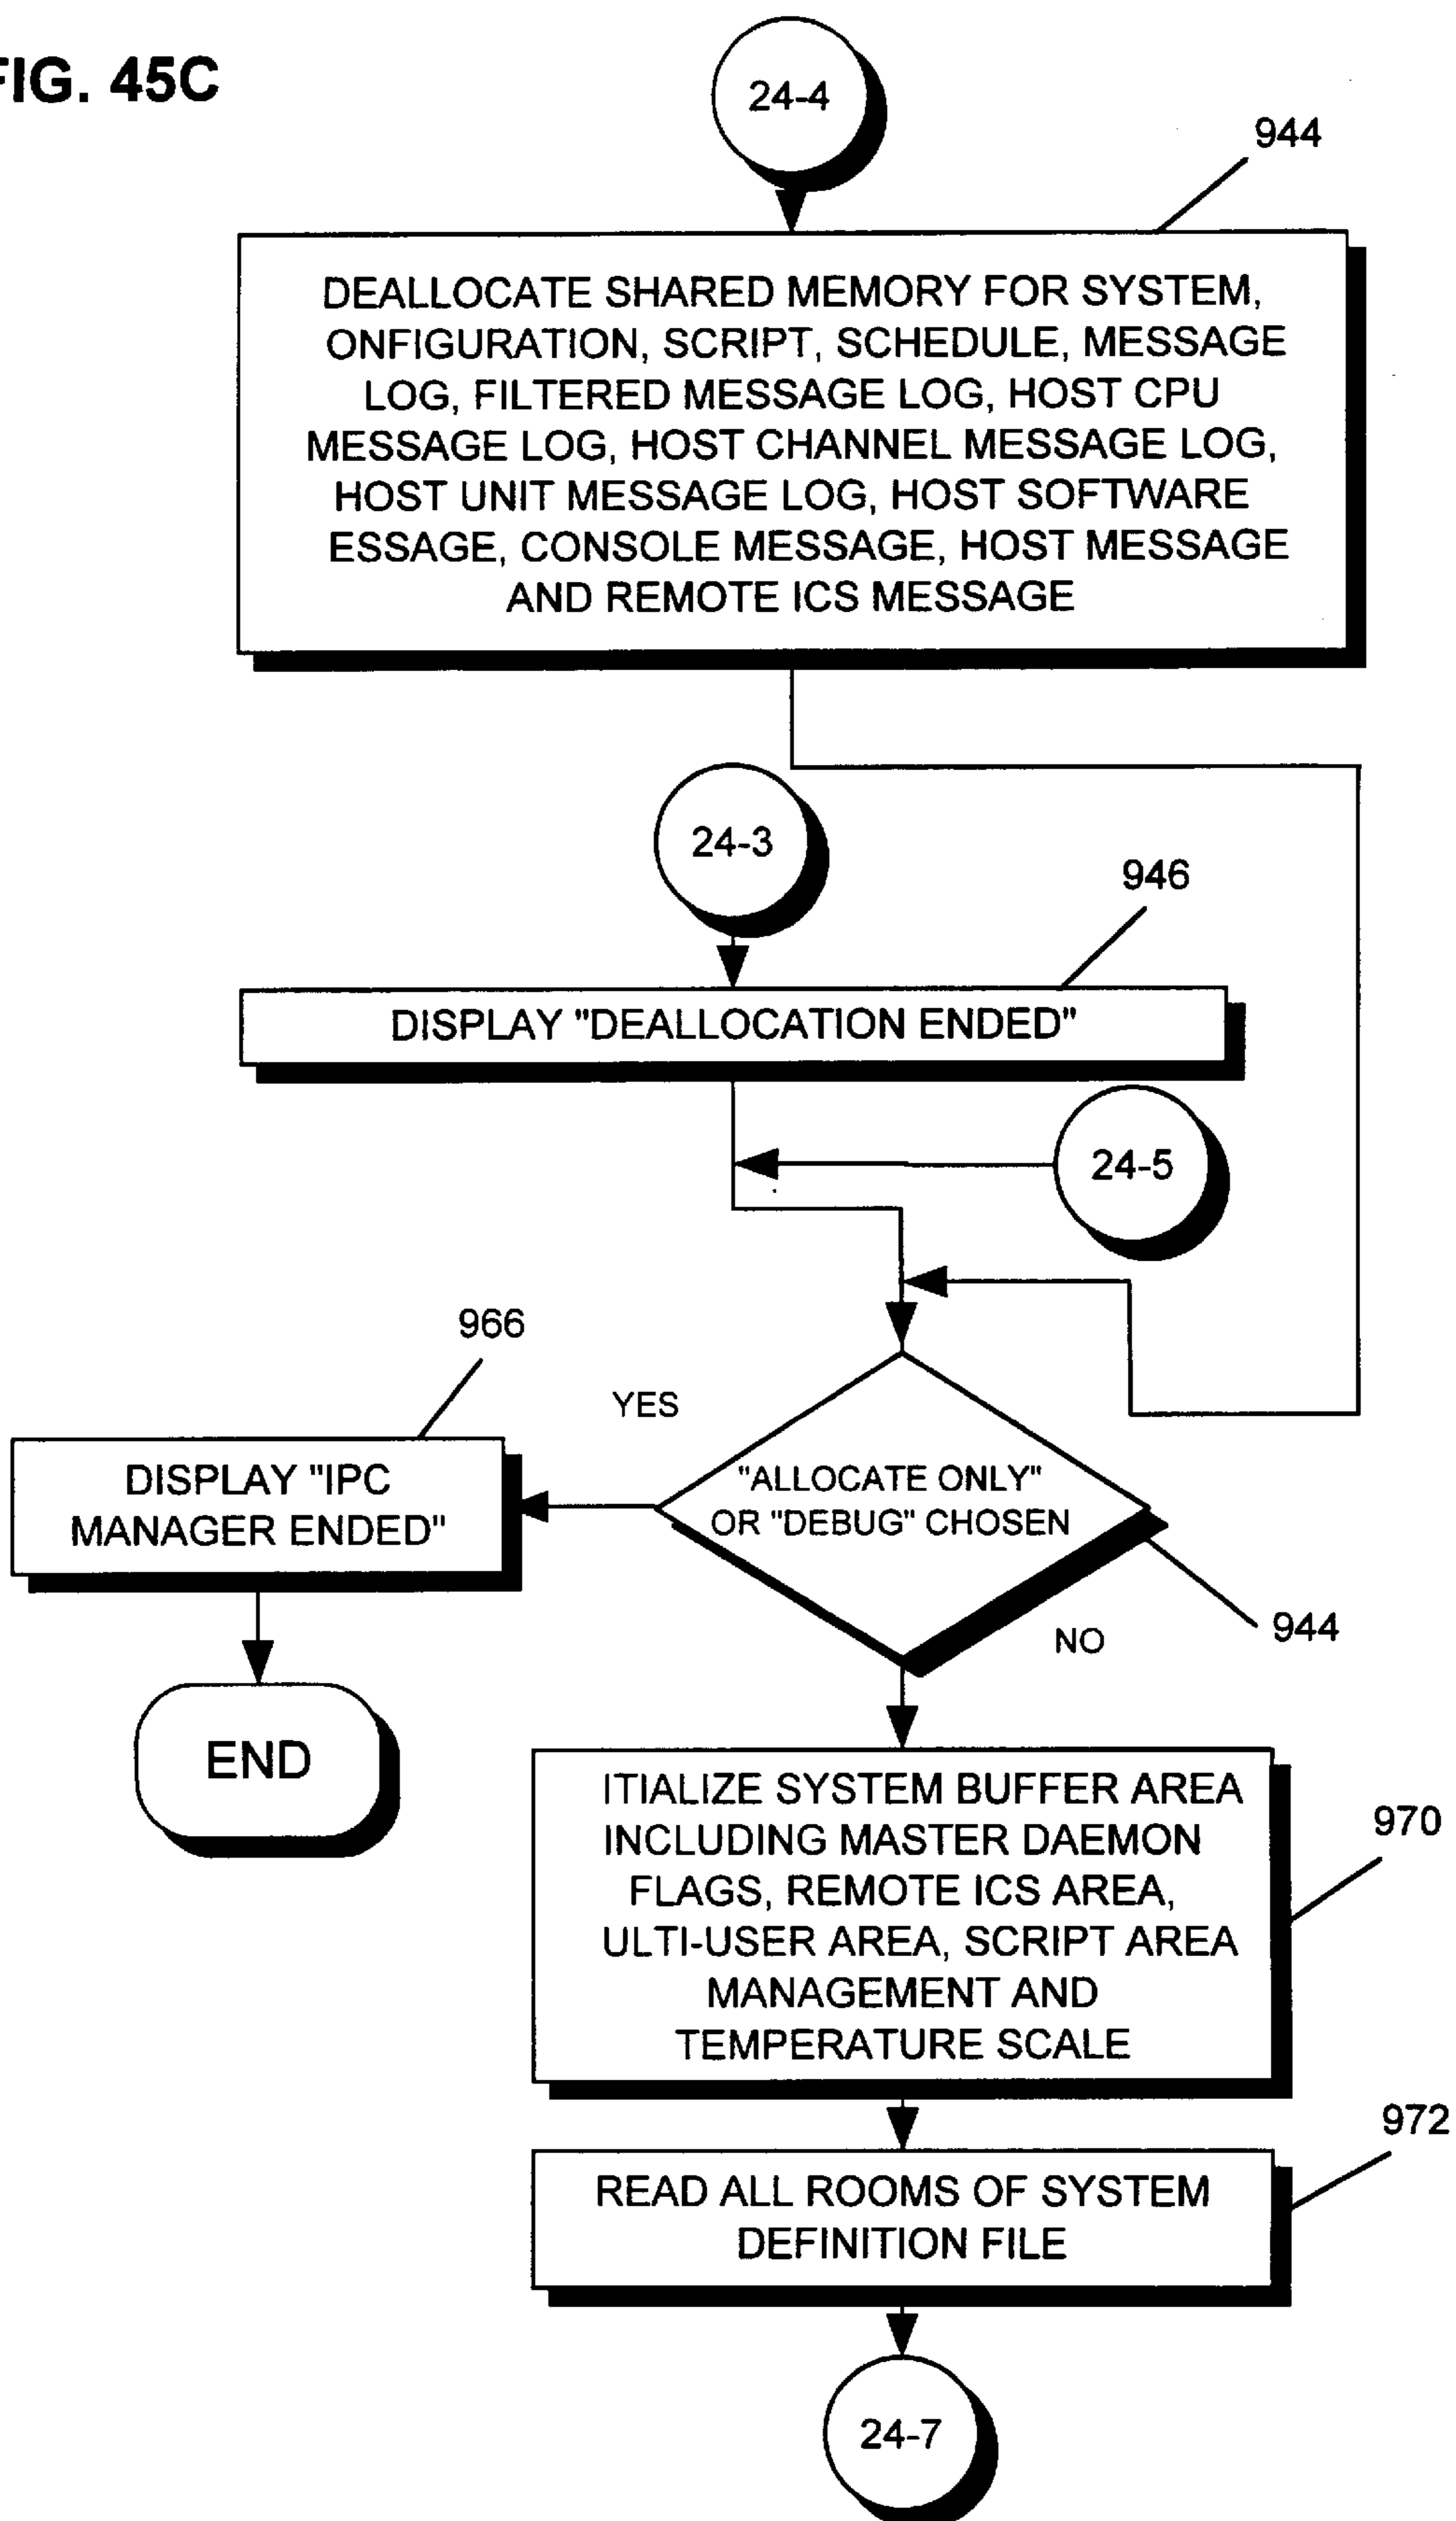 FIG. 45C
24-4
944
DEALLOCATE SHARED MEMORY FOR SYSTEM,
ONFIGURATION, SCRIPT, SCHEDULE, MESSAGE
LOG, FILTERED MESSAGE LOG, HOST CPU
MESSAGE LOG, HOST CHANNEL MESSAGE LOG,
HOST UNIT MESSAGE LOG, HOST SOFTWARE
ESSAGE, CONSOLE MESSAGE, HOST MESSAGE
AND REMOTE ICS MESSAGE
24-3
946
DISPLAY "DEALLOCATION ENDED"
24-5
966
YES
DISPLAY "IPC
MANAGER ENDED"
"ALLOCATE ONLY"
OR "DEBUG" CHOSEN
944
NO
END
ITIALIZE SYSTEM BUFFER AREA
INCLUDING MASTER DAEMON
FLAGS, REMOTE ICS AREA,
ULTI-USER AREA, SCRIPT AREA
MANAGEMENT AND
TEMPERATURE SCALE
970
972
READ ALL ROOMS OF SYSTEM
DEFINITION FILE
24-7